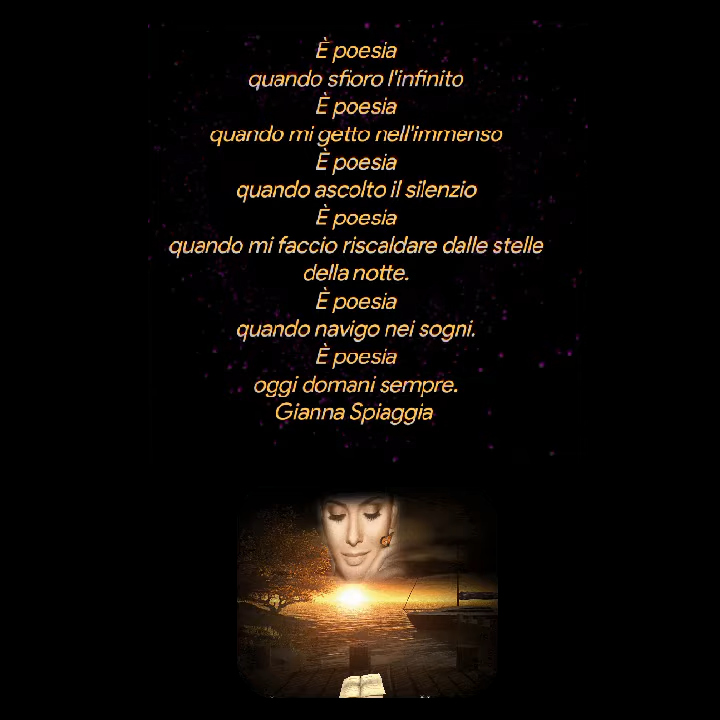 È poesia
quando sfioro l'infinito
È poesia
quando mi getto nell'immenso
È poesia
quando ascolto il silenzio
È poesia
quando mi faccio riscaldare dalle stelle
della notte.
È poesia
quando navigo nei sogni.
È poesia
oggi domani sempre.
Gianna Spiaggia